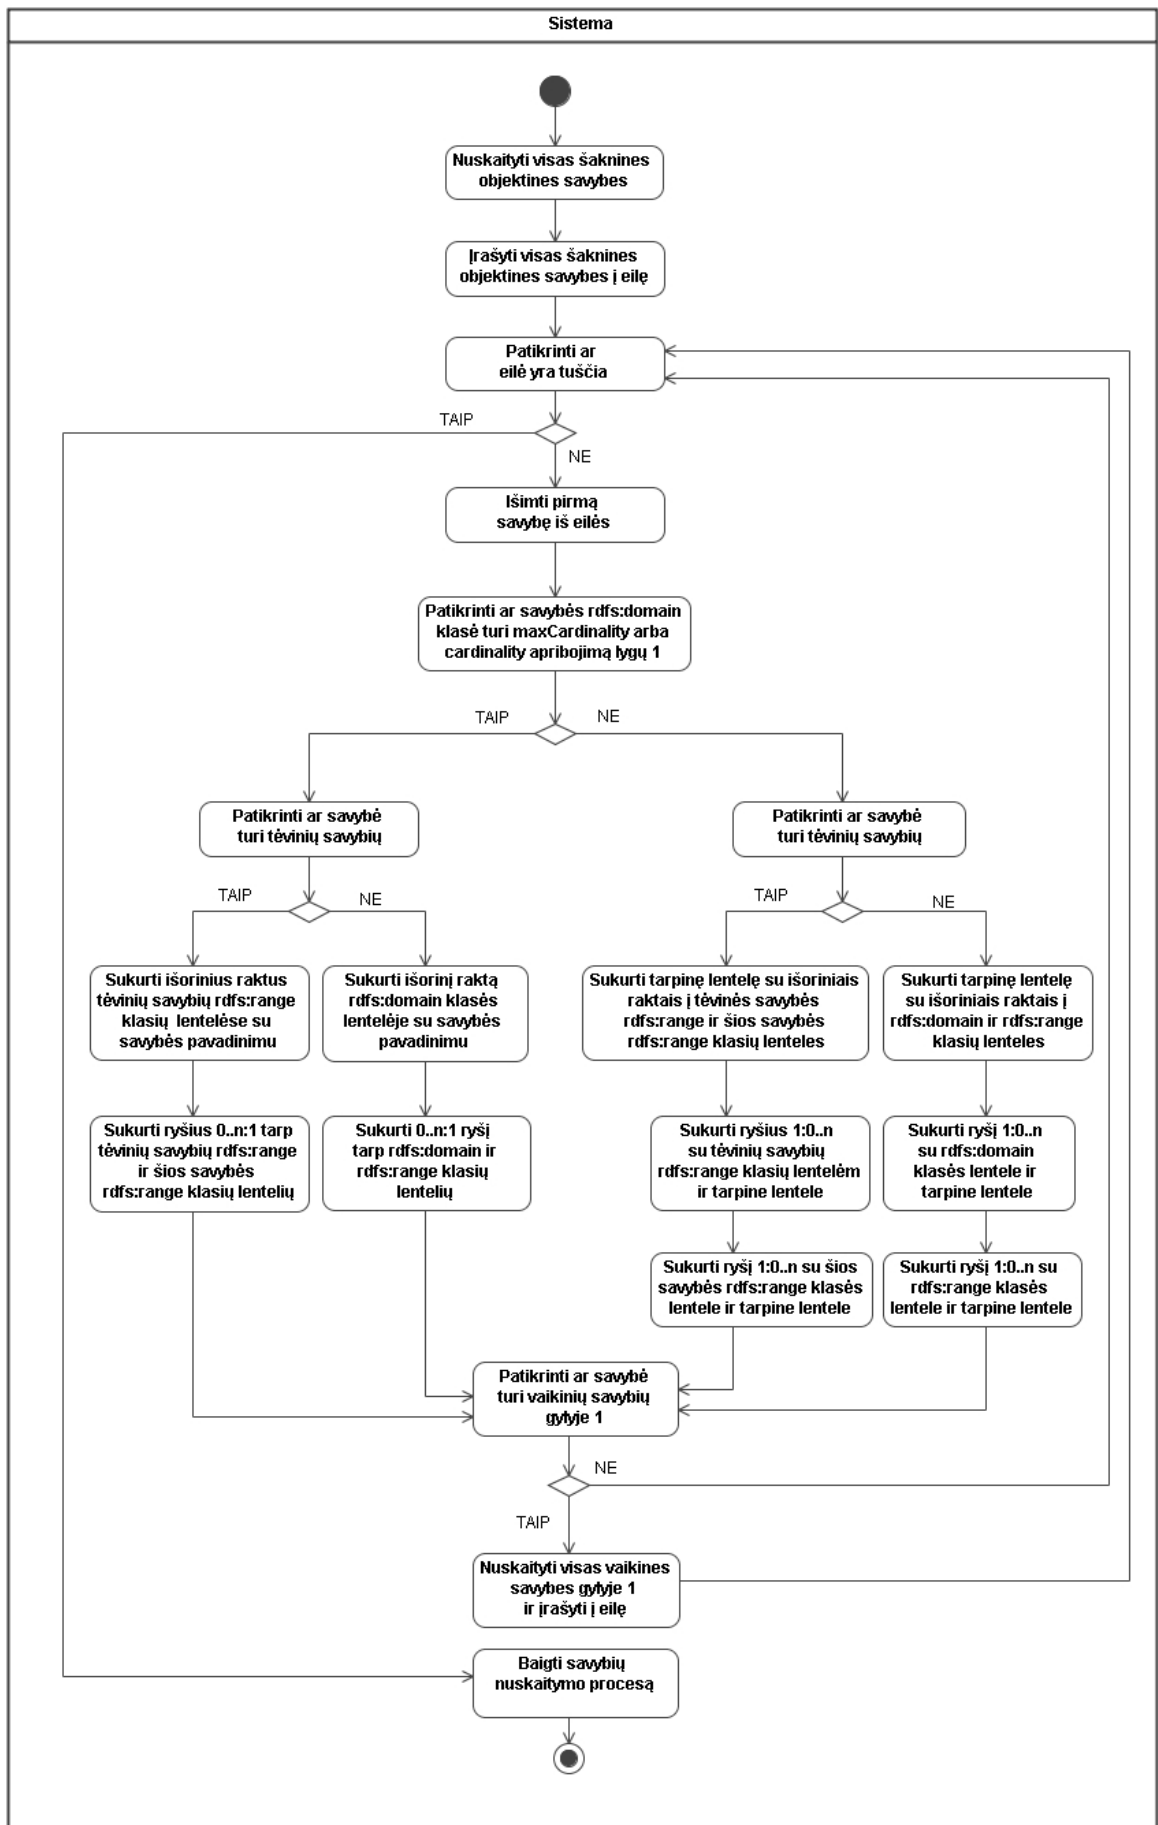 Sistema
Nuskaityti visas šaknines
objektines savybes
Įrašyti visas šaknines
objektines savybes į eilę
Patikrinti ar
eilė yra tuščia
TAIP
NE
Išimti pirmą
savybę iš eilės
Patikrinti ar savybės rdfs:domain
klasė turi maxCardinality arba
cardinality apribojimą lygų 1
TAIP
NE
Patikrinti ar savybė
turi tėvinių savybių
Patikrinti ar savybė
turi tėvinių savybių
TAIP
NE
TAIP
NE
Sukurti išorinius raktus
tėvinių savybių rdfs:range
klasių lentelėse su
savybės pavadinimu
Sukurti išorinį raktą
rdfs:domain klasės
lentelėje su savybės
pavadinimu
Sukurti tarpinę lentelę su išoriniais
raktais į tėvinės savybės
rdfs:range ir šios savybės
rdfs:range klasių lenteles
Sukurti tarpinę lentelę
su išoriniais raktais į
rdfs:domain ir rdfs:range
klasių lenteles
Sukurti ryšius 0..n:1 tarp
tėvinių savybių rdfs:range
ir šios savybės
rdfs:range klasių lentelių
Sukurti 0..n:1 ryšį
tarp rdfs:domain ir
rdfs:range klasių
lentelių
Sukurti ryšius 1:0..n
su tėvinių savybių
rdfs:range klasių lentelėm
ir tarpine lentele
Sukurti ryšį 1:0..n
su rdfs:domain
klasės lentele ir
tarpine lentele
Sukurti ryšį 1:0..n su šios
savybės rdfs:range klasės
lentele ir tarpine lentele
Sukurti ryšį 1:0..n su
rdfs:range klasės
lentele ir tarpine lentele
Patikrinti ar savybė
turi vaikinių savybių
gylyje 1
NE
TAIP
Nuskaityti visas vaikines
savybes gylyje 1
ir įrašyti į eilę
Baigti savybių
nuskaitymo procesą